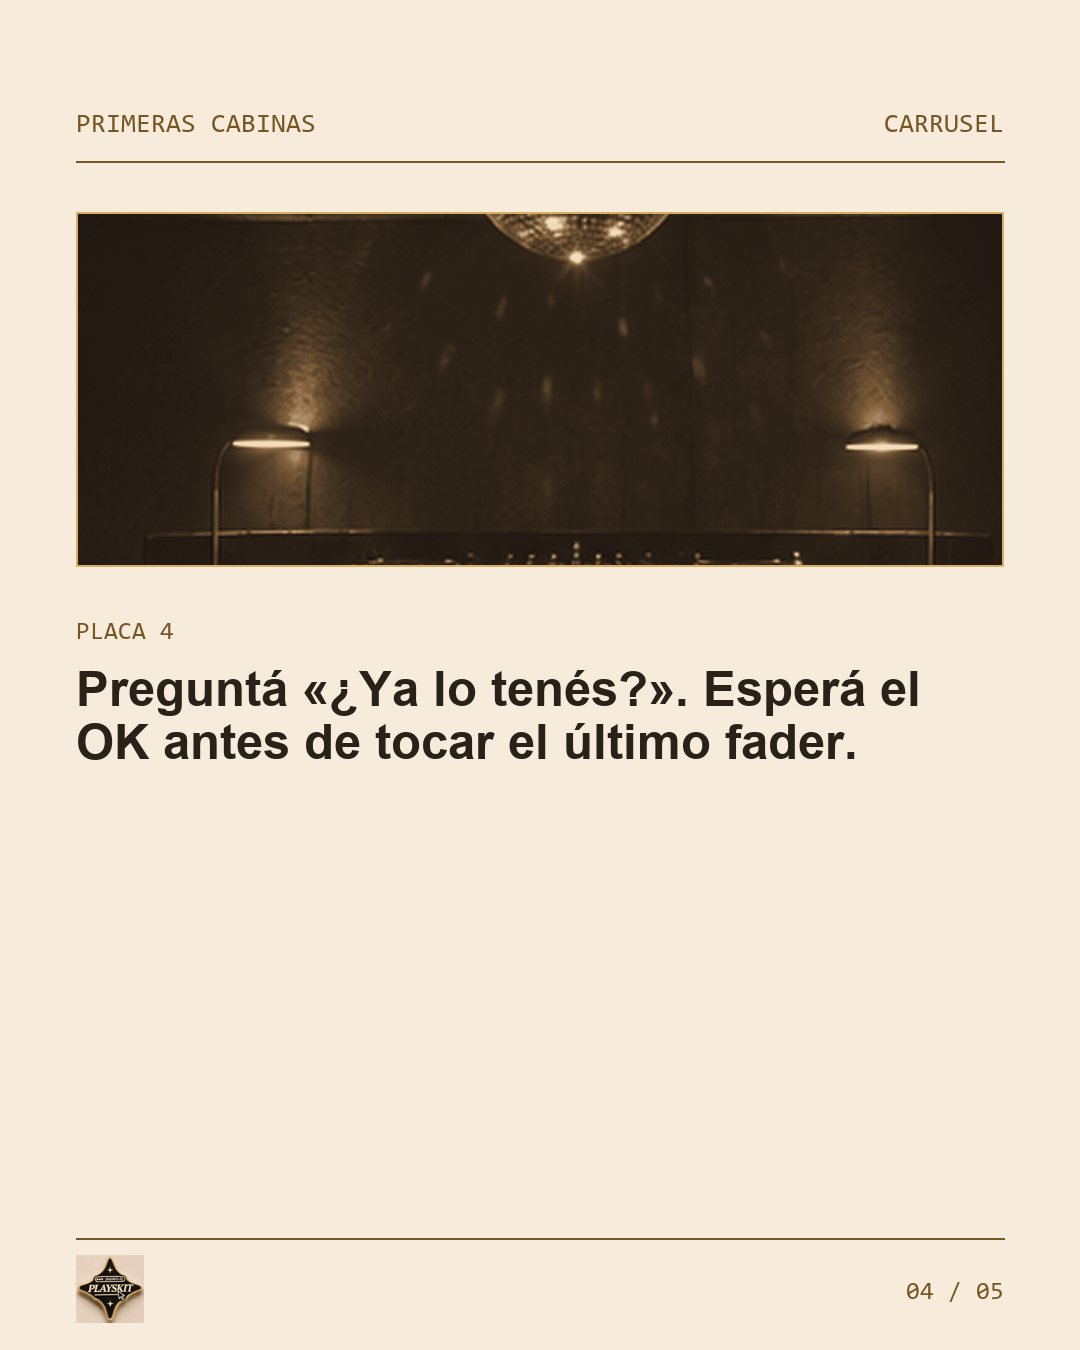 PRIMERAS CABINAS
CARRUSEL
PLACA 4
Preguntá «¿Ya lo tenés?». Esperá el
OK antes de tocar el último fader.
PLAYSKIT
04 / 05